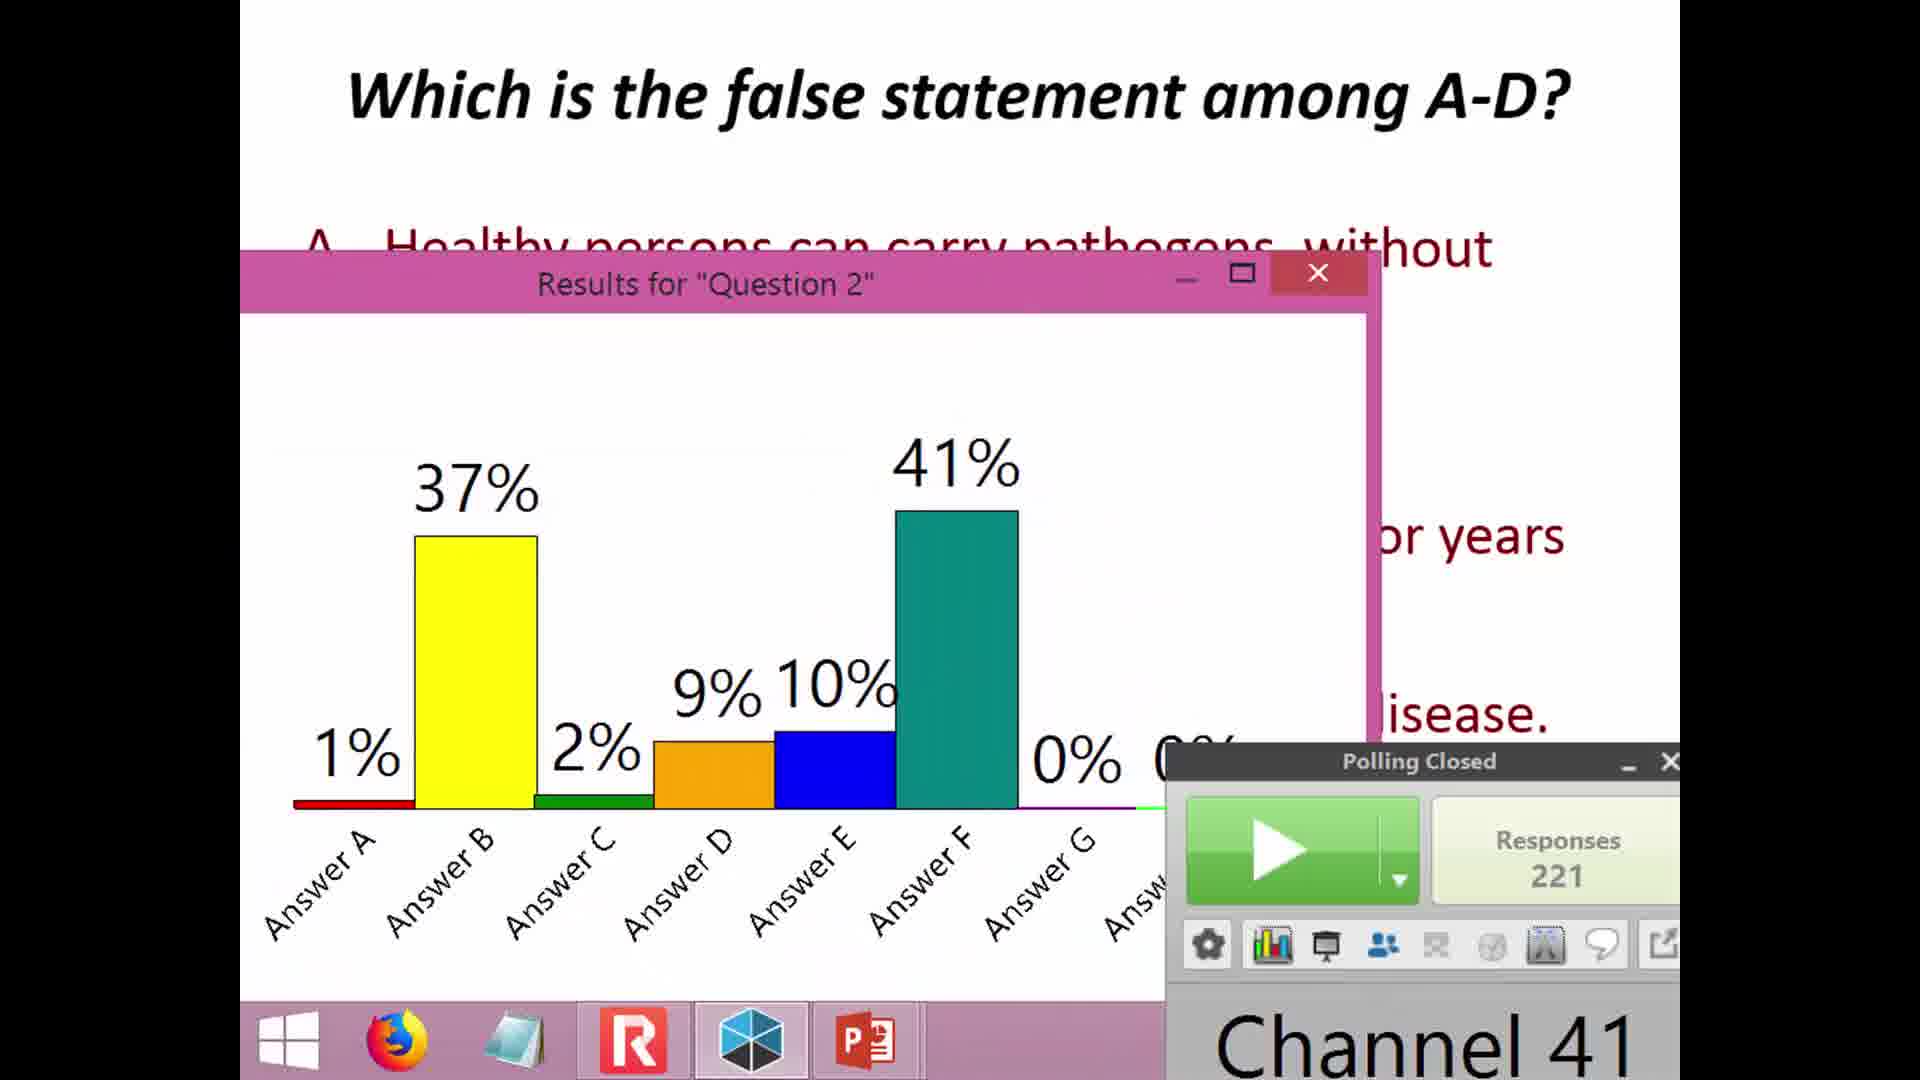 Which is the false statement among A-D?
A. Healthy persons can carry pathogens, without
Results for "Question 2"
37%
41%
or years
9%
10%
isease.
1%
2%
0%
0%
Polling Closed
Responses
221
Answer A
Answer B
Answer C
Answer D
Answer E
Answer F
Answer G
Answ
Channel 41